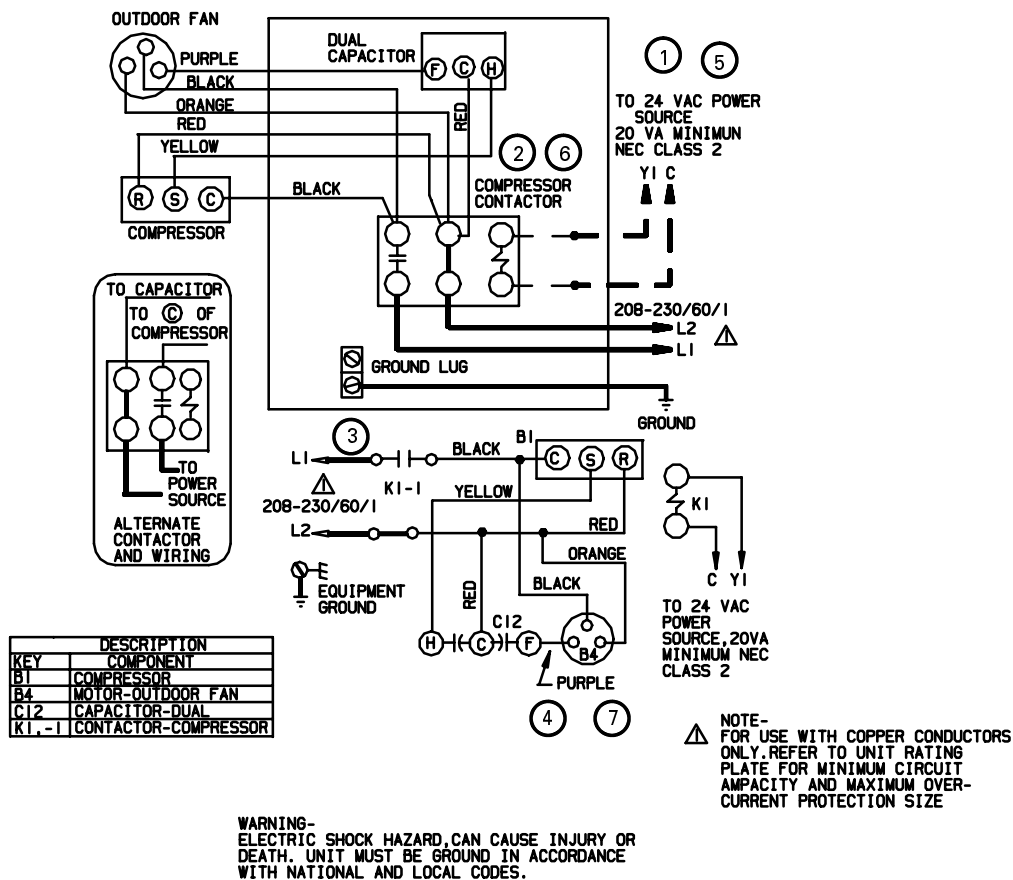 OUTDOOR FAN
PURPLE
BLACK
ORANGE
RED
YELLOW
DUAL
CAPACITOR
F C H
RED
1 5
TO 24 VAC POWER
SOURCE
20 VA MINIMUN
NEC CLASS 2
Y1 C
2 6
COMPRESSOR
CONTACTOR
R S C
BLACK
COMPRESSOR
208-230/60/1
L2
L1
GROUND LUG
GROUND
TO CAPACITOR
TO C OF
COMPRESSOR
TO
POWER
SOURCE
ALTERNATE
CONTACTOR
AND WIRING
3
L1
K1-1
BLACK
B1
C S R
208-230/60/1
YELLOW
L2
RED
ORANGE
BLACK
RED
EQUIPMENT
GROUND
C12
H C F
B4
PURPLE
4 7
K1
C Y1
TO 24 VAC
POWER
SOURCE,20VA
MINIMUM NEC
CLASS 2
DESCRIPTION
KEY COMPONENT
B1 COMPRESSOR
B4 MOTOR-OUTDOOR FAN
C12 CAPACITOR-DUAL
K1,-1 CONTACTOR-COMPRESSOR
NOTE-
FOR USE WITH COPPER CONDUCTORS
ONLY.REFER TO UNIT RATING
PLATE FOR MINIMUM CIRCUIT
AMPACITY AND MAXIMUM OVER-
CURRENT PROTECTION SIZE
WARNING-
ELECTRIC SHOCK HAZARD,CAN CAUSE INJURY OR
DEATH. UNIT MUST BE GROUND IN ACCORDANCE
WITH NATIONAL AND LOCAL CODES.